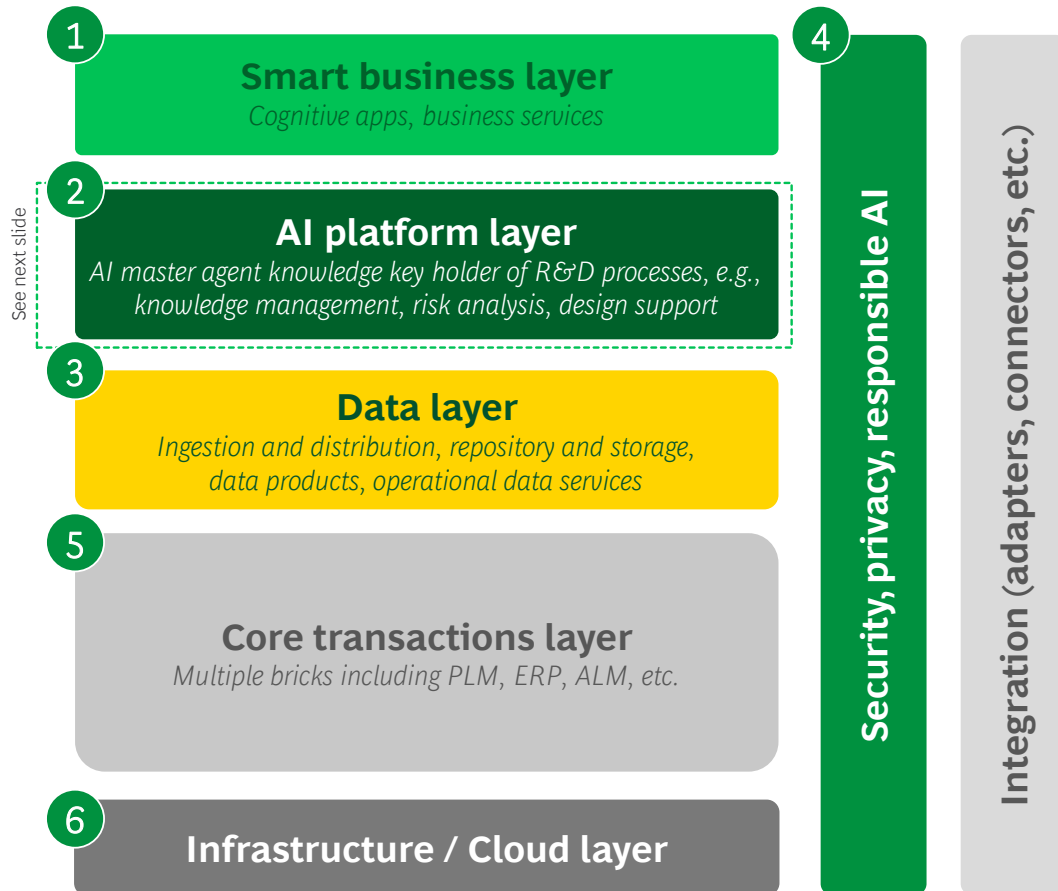 1
Smart business layer
Cognitive apps, business services
See next slide
2
AI platform layer
AI master agent knowledge key holder of R&D processes, e.g.,
knowledge management, risk analysis, design support
3
Data layer
Ingestion and distribution, repository and storage,
data products, operational data services
5
Core transactions layer
Multiple bricks including PLM, ERP, ALM, etc.
6
Infrastructure / Cloud layer
4
Security, privacy, responsible AI
Integration (adapters, connectors, etc.)